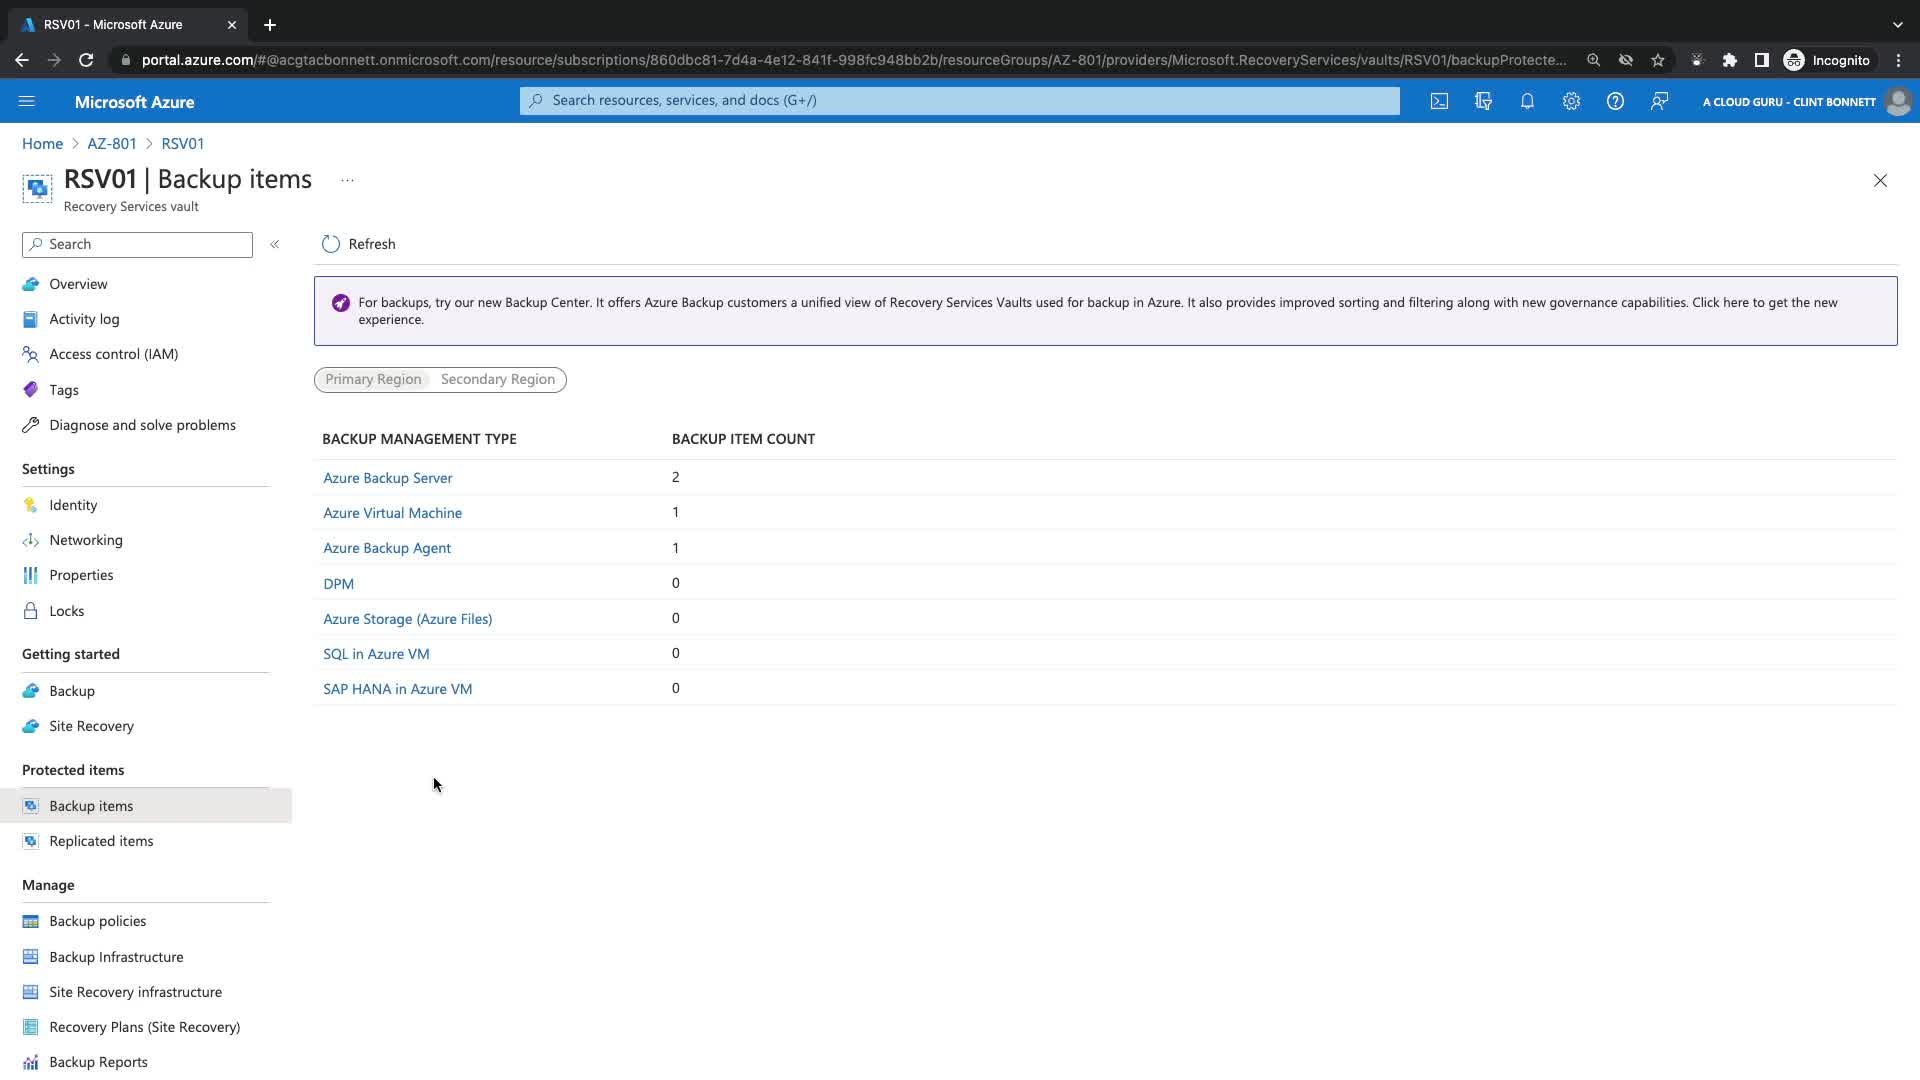 RSV01 - Microsoft Azure
portal.azure.com/#@acgtacbonnett.onmicrosoft.com/resource/subscriptions/860dbc81-7d4a-4e12-841f-998fc948bb2b/resourceGroups/AZ-801/providers/Microsoft.RecoveryServices/vaults/RSV01/backupProtecte...
Incognito
Microsoft Azure
Search resources, services, and docs (G+/)
A CLOUD GURU - CLINT BONNETT
Home > AZ-801 > RSV01
RSV01 | Backup items ...
Recovery Services vault
Search
«
Overview
Activity log
Access control (IAM)
Tags
Diagnose and solve problems
Settings
Identity
Networking
Properties
Locks
Getting started
Backup
Site Recovery
Protected items
Backup items
Replicated items
Manage
Backup policies
Backup Infrastructure
Site Recovery infrastructure
Recovery Plans (Site Recovery)
Backup Reports
Refresh
For backups, try our new Backup Center. It offers Azure Backup customers a unified view of Recovery Services Vaults used for backup in Azure. It also provides improved sorting and filtering along with new governance capabilities. Click here to get the new
experience.
Primary Region Secondary Region
BACKUP MANAGEMENT TYPE BACKUP ITEM COUNT
Azure Backup Server 2
Azure Virtual Machine 1
Azure Backup Agent 1
DPM 0
Azure Storage (Azure Files) 0
SQL in Azure VM 0
SAP HANA in Azure VM 0